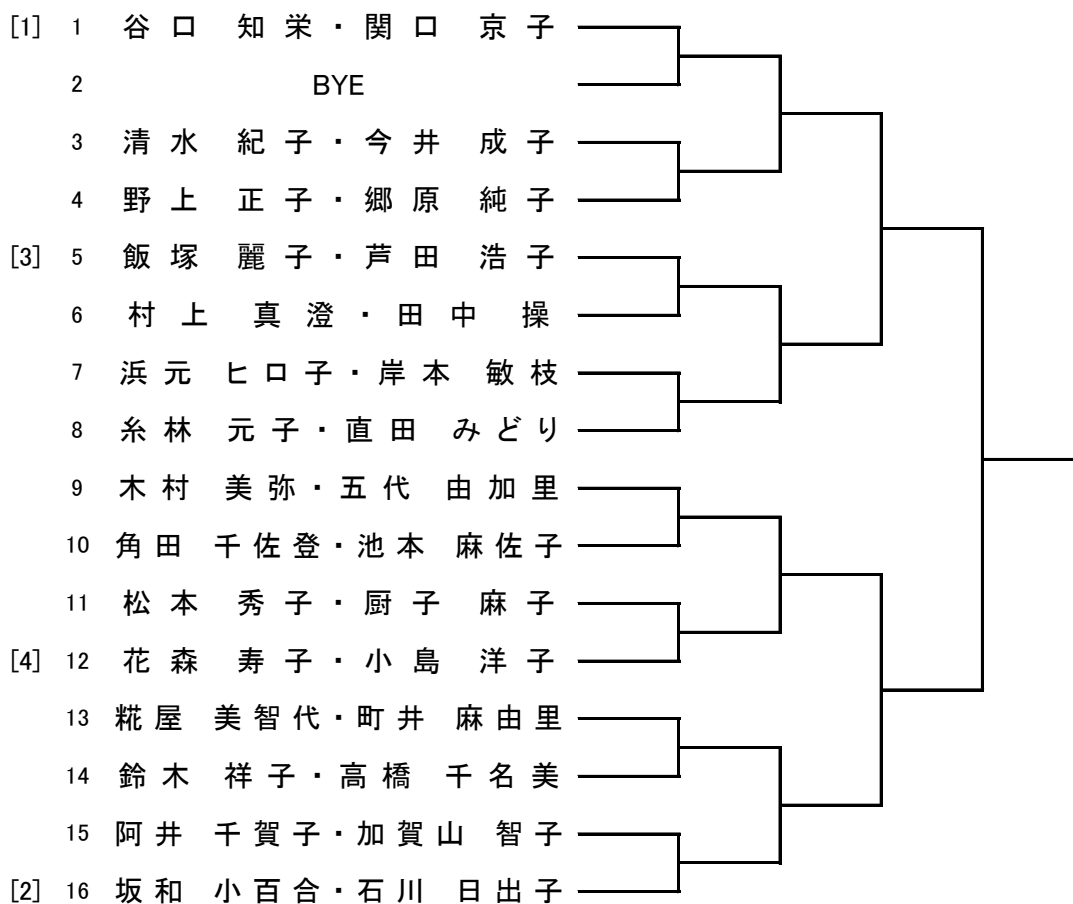 [1] 1 谷口 知栄・関口 京子
2 BYE
3 清水 紀子・今井 成子
4 野上 正子・郷原 純子
[3] 5 飯塚 麗子・芦田 浩子
6 村上 真澄・田中 操
7 浜元 ヒロ子・岸本 敏枝
8 糸林 元子・直田 みどり
9 木村 美弥・五代 由加里
10 角田 千佐登・池本 麻佐子
11 松本 秀子・厨子 麻子
[4] 12 花森 寿子・小島 洋子
13 糀屋 美智代・町井 麻由里
14 鈴木 祥子・高橋 千名美
15 阿井 千賀子・加賀山 智子
[2] 16 坂和 小百合・石川 日出子